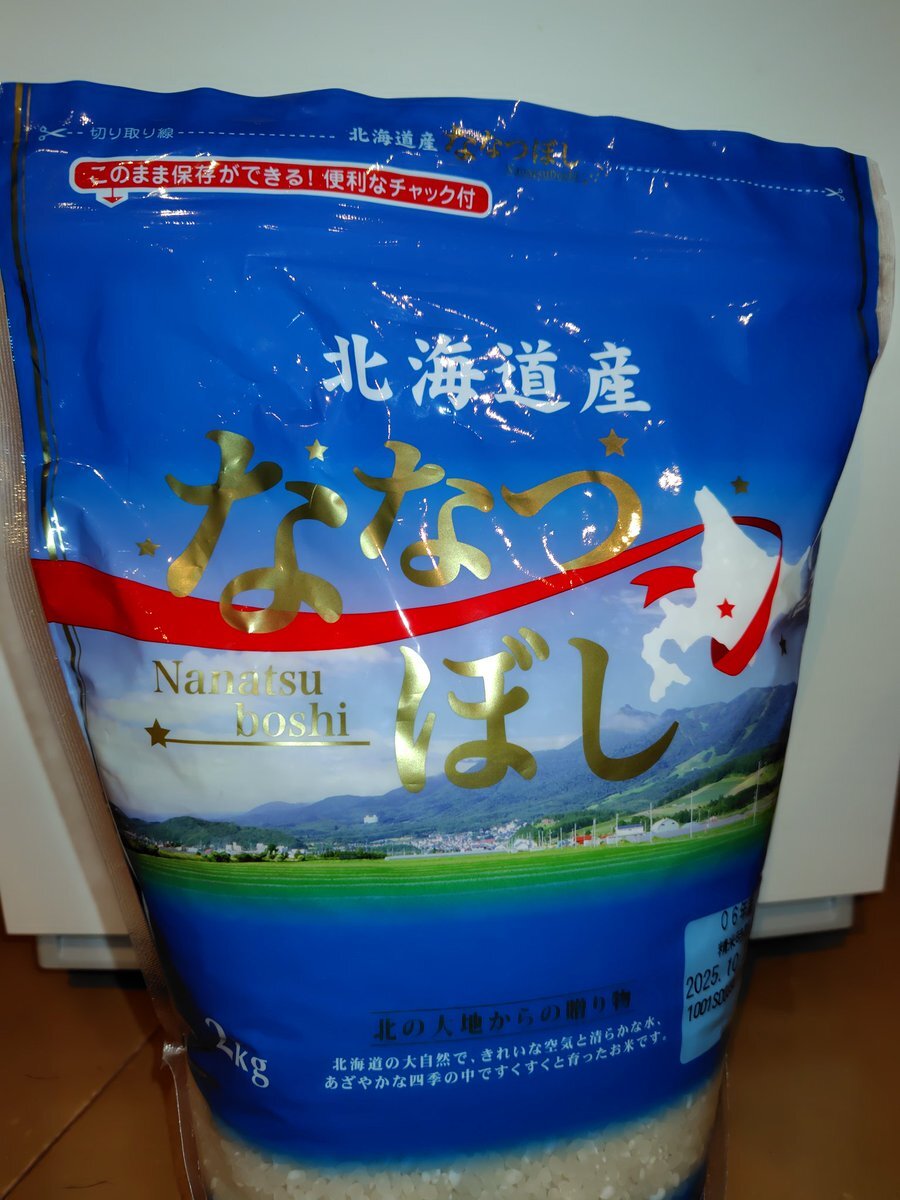 切り取り線
北海道産 ななつぼし
このまま保存ができる！便利なチャック付
北海道産
ななつ
ぼし
Nanatsu
boshi
06年
精米
2025.10
北の大地からの贈り物
2kg
北海道の大自然で、きれいな空気と清らかな水、
あざやかな四季の中ですくすくと育ったお米です。